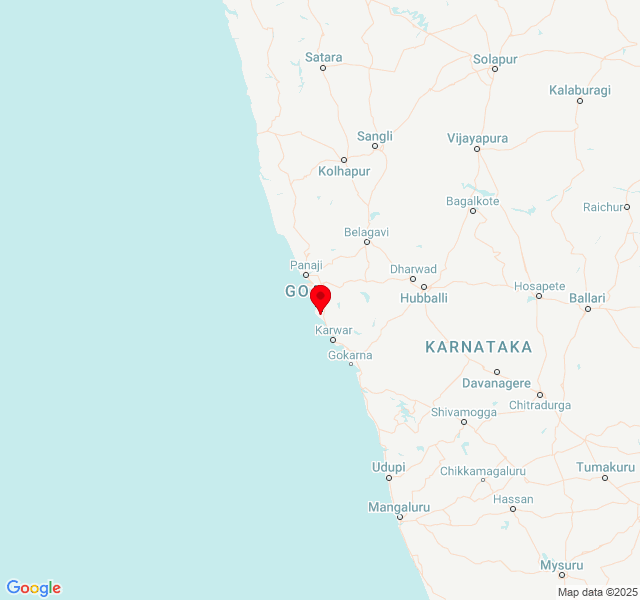 Satara
Solapur
Kalaburagi
Sangli
Vijayapura
Kolhapur
Bagalkote
Raichur
Belagavi
Panaji
Dharwad
GO
Hubballi
Hosapete
Ballari
Karwar
Gokarna
KARNATAKA
Davanagere
Chitradurga
Shivamogga
Udupi
Chikkamagaluru
Tumakuru
Hassan
Mangaluru
Mysuru
Google
Map data ©2025